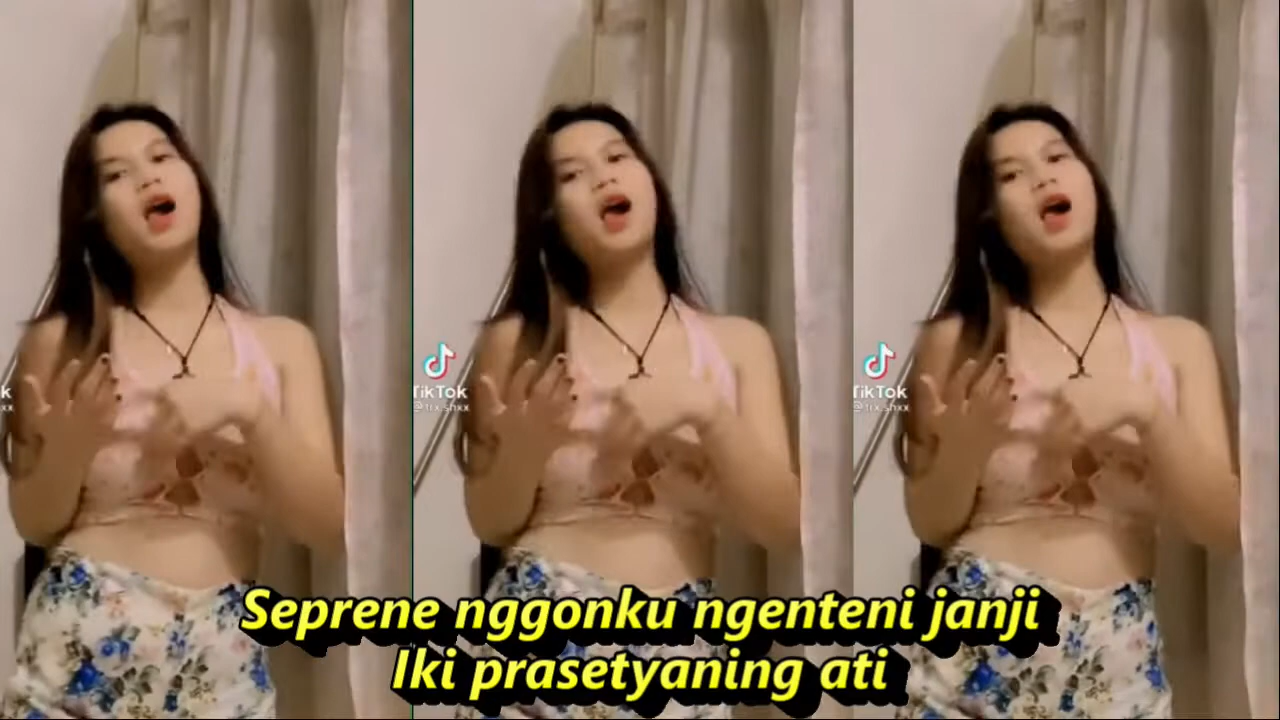 TikTok
TikTok
Seprene nggonku ngenteni janji
Iki prasetyaning ati